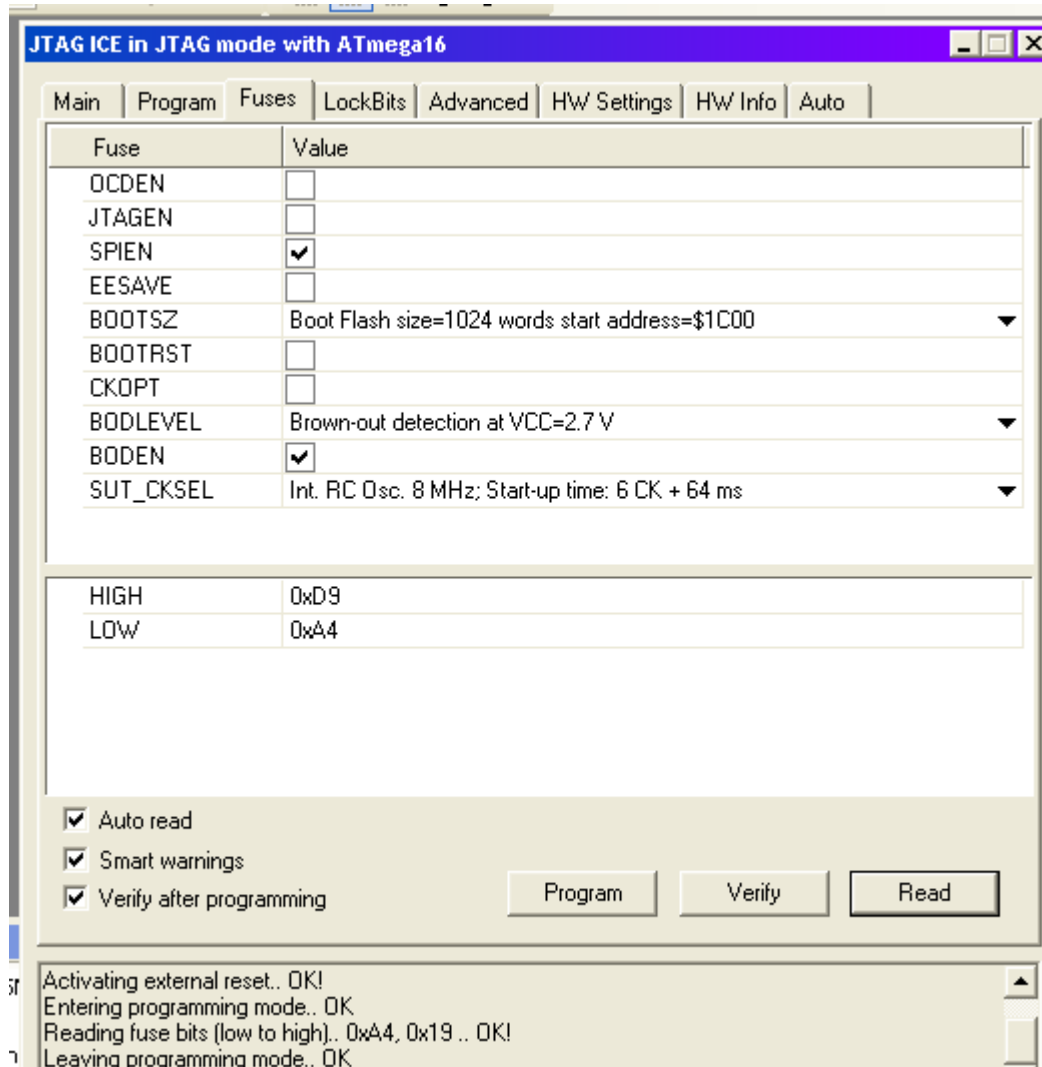 JTAG ICE in JTAG mode with ATmega16
Main Program Fuses LockBits Advanced HW Settings HW Info Auto
Fuse Value
OCDEN
JTAGEN
SPIEN
EESAVE
BOOTSZ Boot Flash size=1024 words start address=$1C00
BOOTRST
CKOPT
BODLEVEL Brown-out detection at VCC=2.7 V
BODEN
SUT_CKSEL Int. RC Osc. 8 MHz; Start-up time: 6 CK + 64 ms
HIGH 0xD9
LOW 0xA4
Auto read
Smart warnings
Verify after programming
Program Verify Read
Activating external reset.. OK!
Entering programming mode.. OK
Reading fuse bits (low to high).. 0xA4, 0x19 .. OK!
Leaving programming mode.. OK